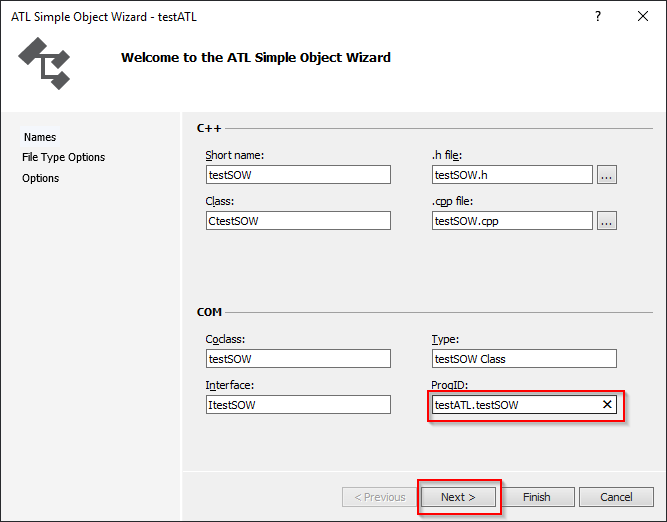 ATL Simple Object Wizard - testATL
?
Welcome to the ATL Simple Object Wizard
Names
File Type Options
Options
C++
Short name:
testSOW
.h file:
testSOW.h
...
Class:
CtestSOW
.cpp file:
testSOW.cpp
...
COM
Coclass:
testSOW
Type:
testSOW Class
Interface:
ItestSOW
ProgID:
testATL.testSOW
< Previous
Next >
Finish
Cancel